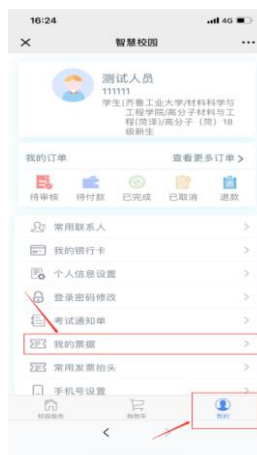 16:24
4G
智慧校园
测试人员
111111
学生|齐鲁工业大学/材料科学与
工程学院/高分子材料与工
程(菏泽)/高分子(菏)18
级新生
我的订单 查看更多订单 >
待审核 待付款 已完成 已取消 退款
常用联系人
我的银行卡
个人信息设置
登录密码修改
考试通知单
我的票据
常用发票抬头
手机号设置
校园服务 购物车 我的